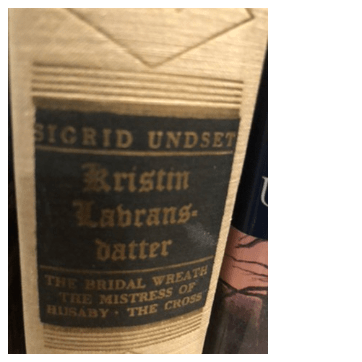 SIGRID UNDSET
Kristin
Lavrans-
datter
THE BRIDAL WREATH
THE MISTRESS OF
HUSABY · THE CROSS